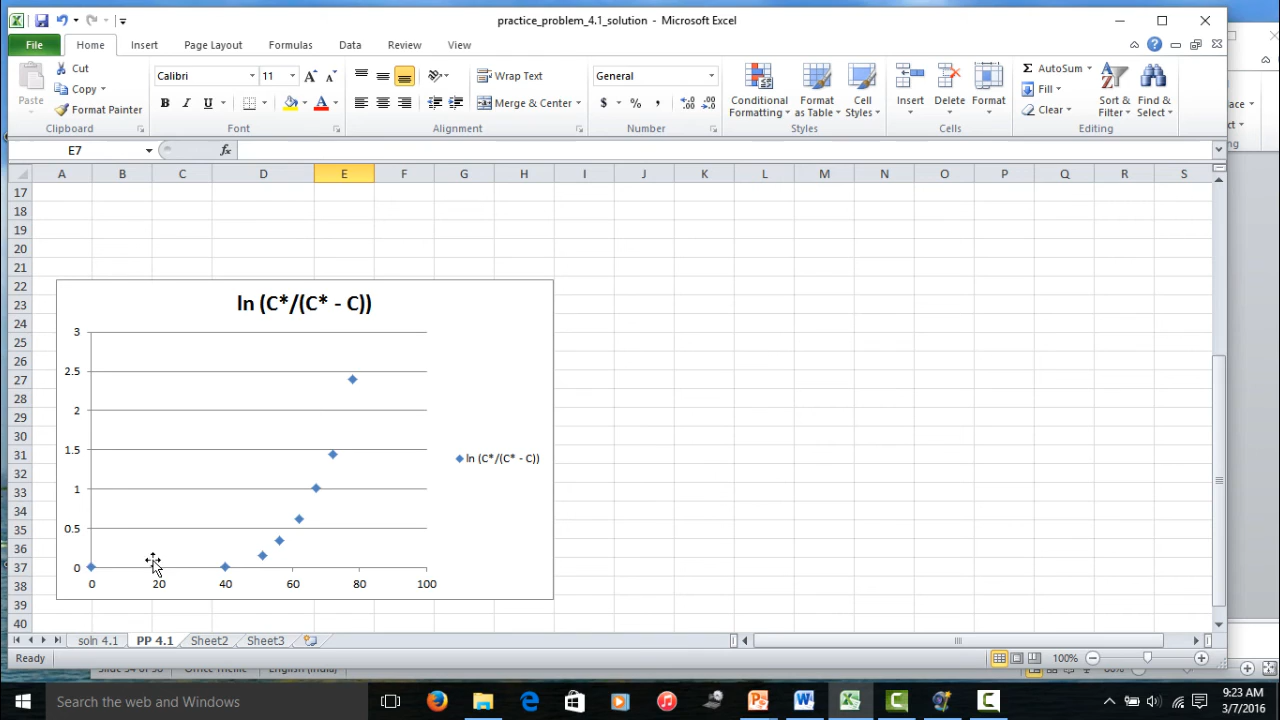 practice_problem_4.1_solution - Microsoft Excel
File Home Insert Page Layout Formulas Data Review View
Paste
Cut
Copy
Format Painter
Clipboard
Calibri 11
B I U
Font
Wrap Text
Merge & Center
Alignment
General
$ % ,
Number
Conditional Formatting
Format as Table
Cell Styles
Styles
Insert Delete Format
Cells
AutoSum
Fill
Clear
Sort & Filter
Find & Select
Editing
E7 fx
A B C D E F G H I J K L M N O P Q R S
17
18
19
20
21
22
23
24
25
26
27
28
29
30
31
32
33
34
35
36
37
38
39
40
ln (C*/(C* - C))
3
2.5
2
1.5
1
0.5
0
0 20 40 60 80 100
ln (C*/(C* - C))
soln 4.1 PP 4.1 Sheet2 Sheet3
Ready 100%
Search the web and Windows
9:23 AM
3/7/2016